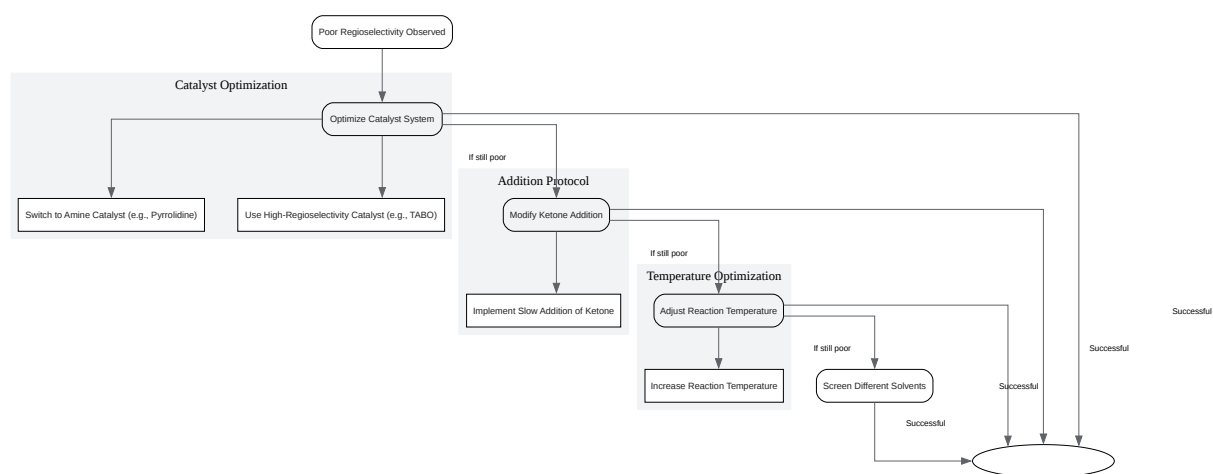 Poor Regioselectivity Observed
Catalyst Optimization
Optimize Catalyst System
If still poor
Addition Protocol
Switch to Amine Catalyst (e.g., Pyrrolidine)
Use High-Regioselectivity Catalyst (e.g., TABO)
Modify Ketone Addition
If still poor
Temperature Optimization
Implement Slow Addition of Ketone
Adjust Reaction Temperature
Successful
If still poor
Successful
Increase Reaction Temperature
Screen Different Solvents
Successful
Successful